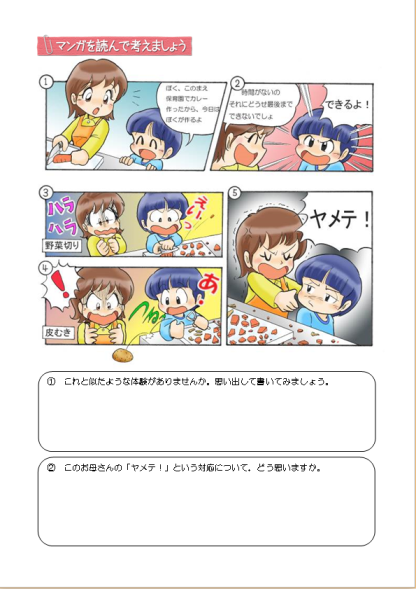 マンガを読んで考えましょう
①
ぼく、このまえ
保育園でカレー
作ったから、今日は
ぼくが作るよ
②
時間がないの
それにどうせ最後まで
できないでしょ
できるよ！
③
ハラ
ハラ
野菜切り
えぃっ
④
！
皮むき
あ！
⑤
ヤメテ！
① これと似たような体験がありませんか。思い出して書いてみましょう。
② このお母さんの「ヤメテ！」という対応について、どう思いますか。